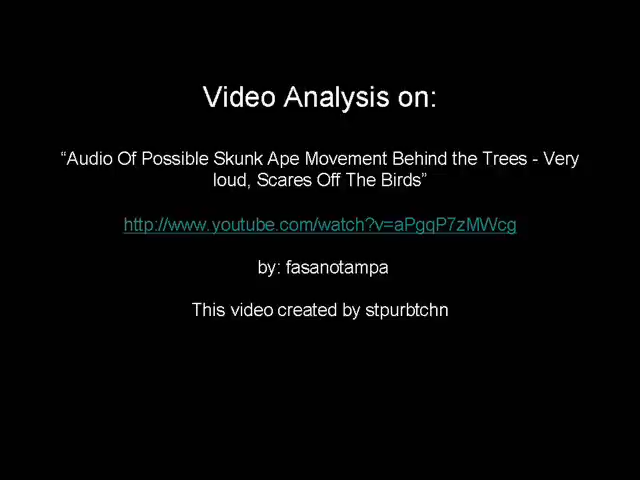 Video Analysis on:
“Audio Of Possible Skunk Ape Movement Behind the Trees - Very
loud, Scares Off The Birds”
http://www.youtube.com/watch?v=aPgqP7zMWcg
by: fasanotampa
This video created by stpurbtchn